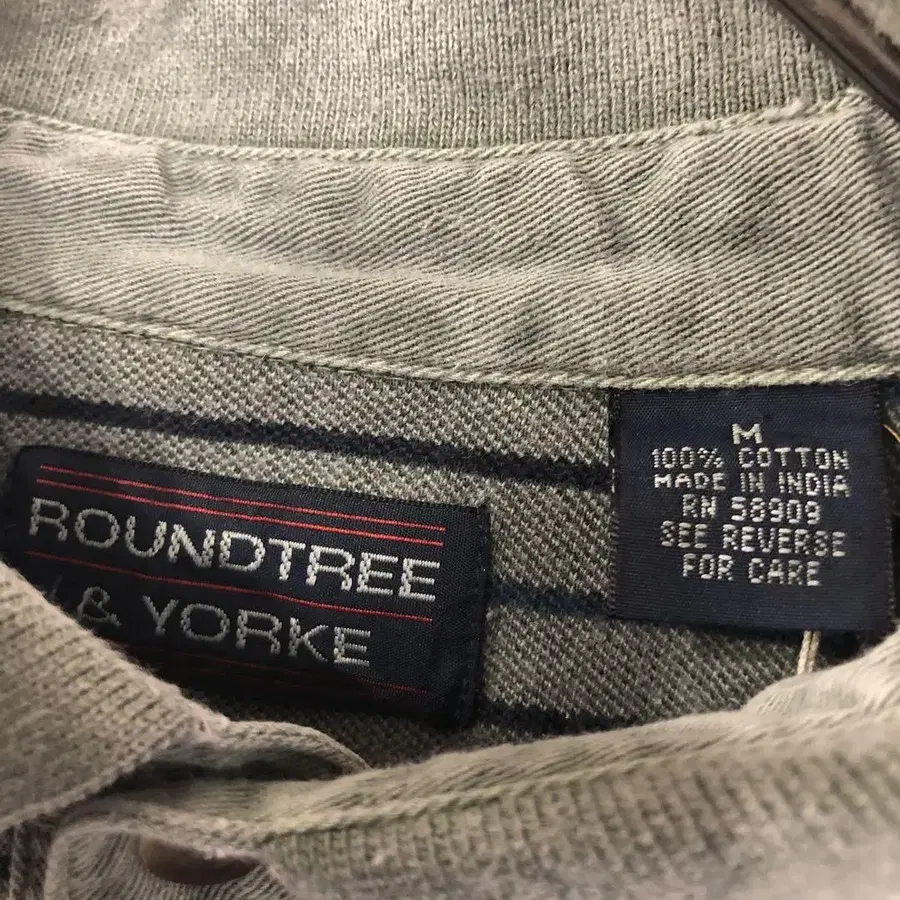 ROUNDTREE
& YORKE
M
100% COTTON
MADE IN INDIA
RN 58909
SEE REVERSE
FOR CARE